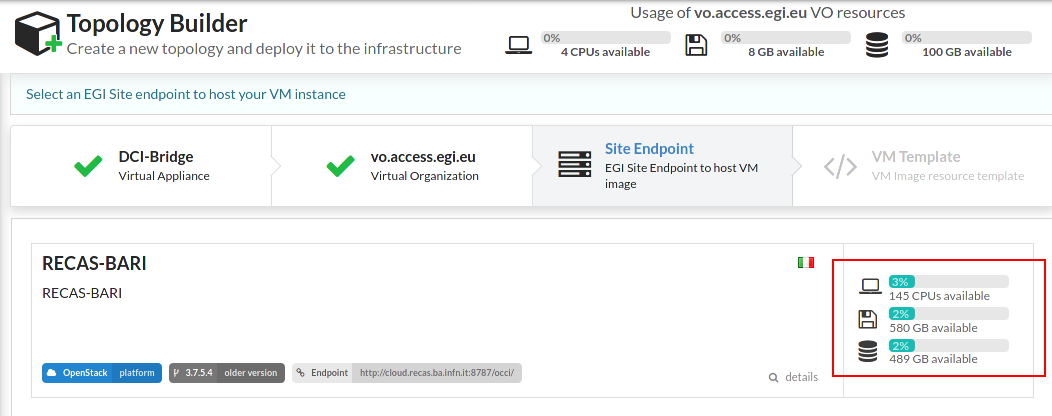 Topology Builder
Create a new topology and deploy it to the infrastructure
Usage of vo.access.egi.eu VO resources
0%
4 CPUs available
0%
8 GB available
0%
100 GB available
Select an EGI Site endpoint to host your VM instance
DCI-Bridge
Virtual Appliance
vo.access.egi.eu
Virtual Organization
Site Endpoint
EGI Site Endpoint to host VM
image
VM Template
VM Image resource template
RECAS-BARI
RECAS-BARI
3%
145 CPUs available
2%
580 GB available
2%
489 GB available
OpenStack platform
3.7.5.4 older version
Endpoint http://cloud.recas.ba.infn.it:8787/occi/
details